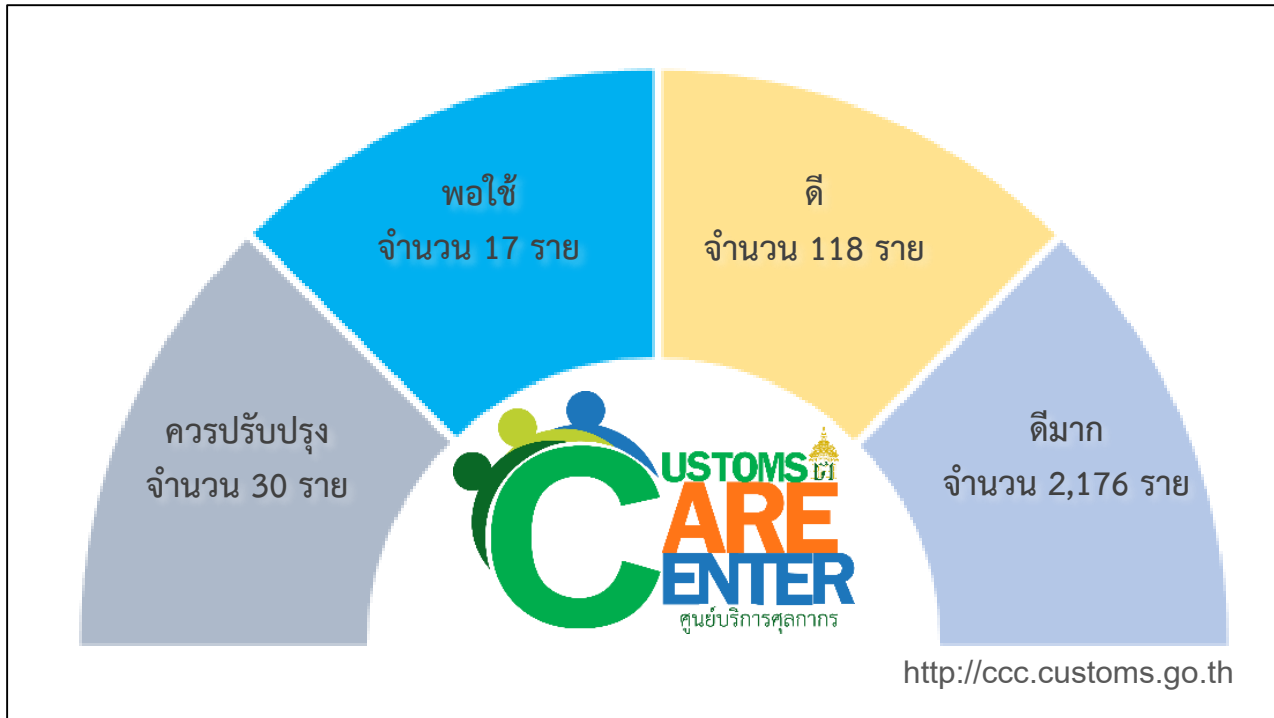 พอใช้
จำนวน 17 ราย
ดี
จำนวน 118 ราย
ควรปรับปรุง
จำนวน 30 ราย
ดีมาก
จำนวน 2,176 ราย
CUSTOMS
CARE
CENTER
ศูนย์บริการศุลกากร
http://ccc.customs.go.th